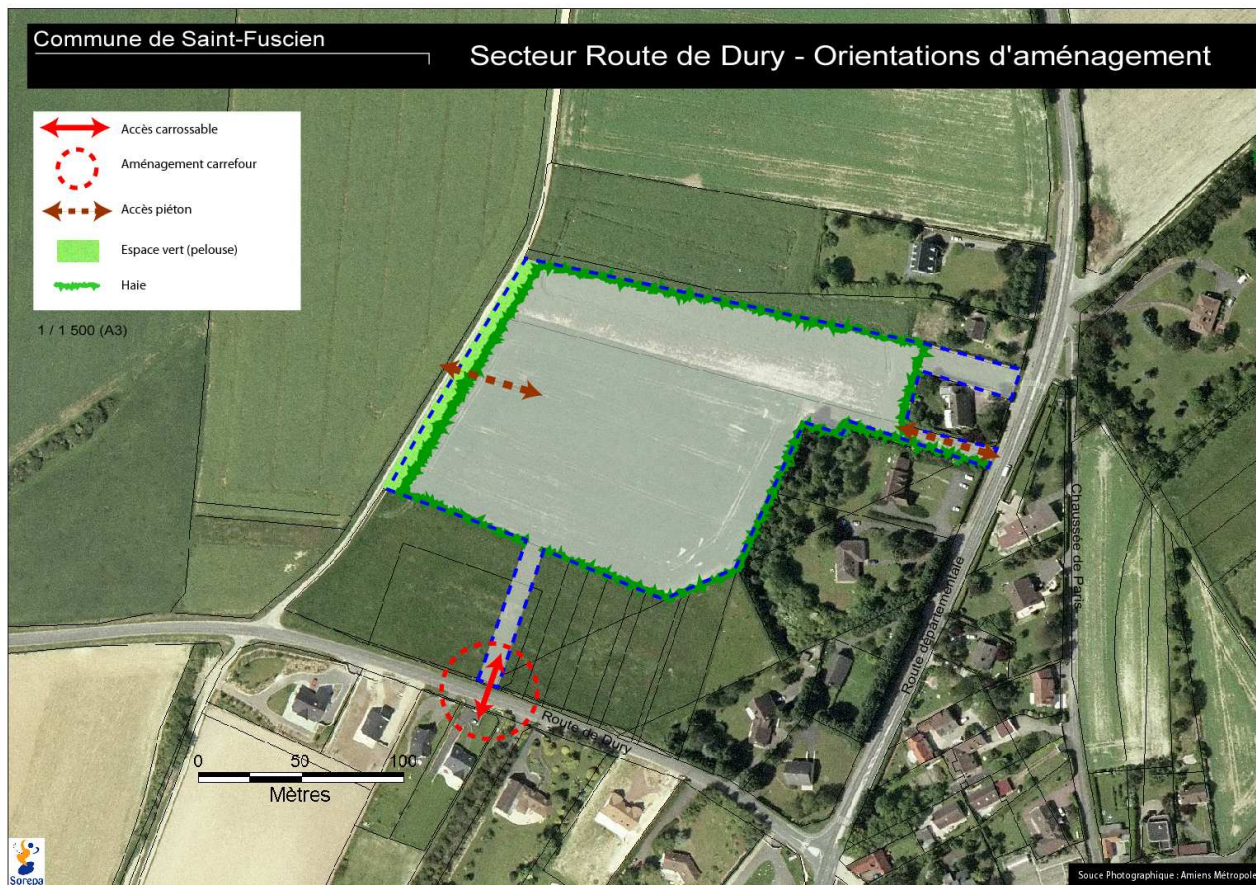 Commune de Saint-Fuscien
Secteur Route de Dury - Orientations d'aménagement
Accès carrossable
Aménagement carrefour
Accès piéton
Espace vert (pelouse)
Haie
1 / 1 500 (A3)
Chaussée de Paris
Route départementale
Route de Dury
0 50 100
Mètres
Sorepa
Souce Photographique : Amiens Métropole